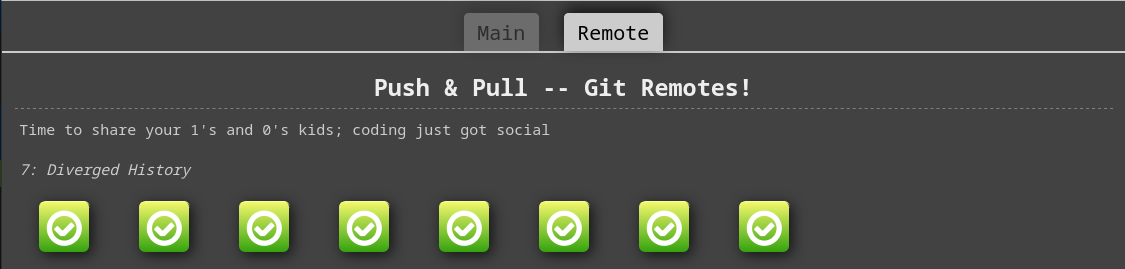 Main Remote
Push & Pull -- Git Remotes!
Time to share your 1's and 0's kids; coding just got social
7: Diverged History